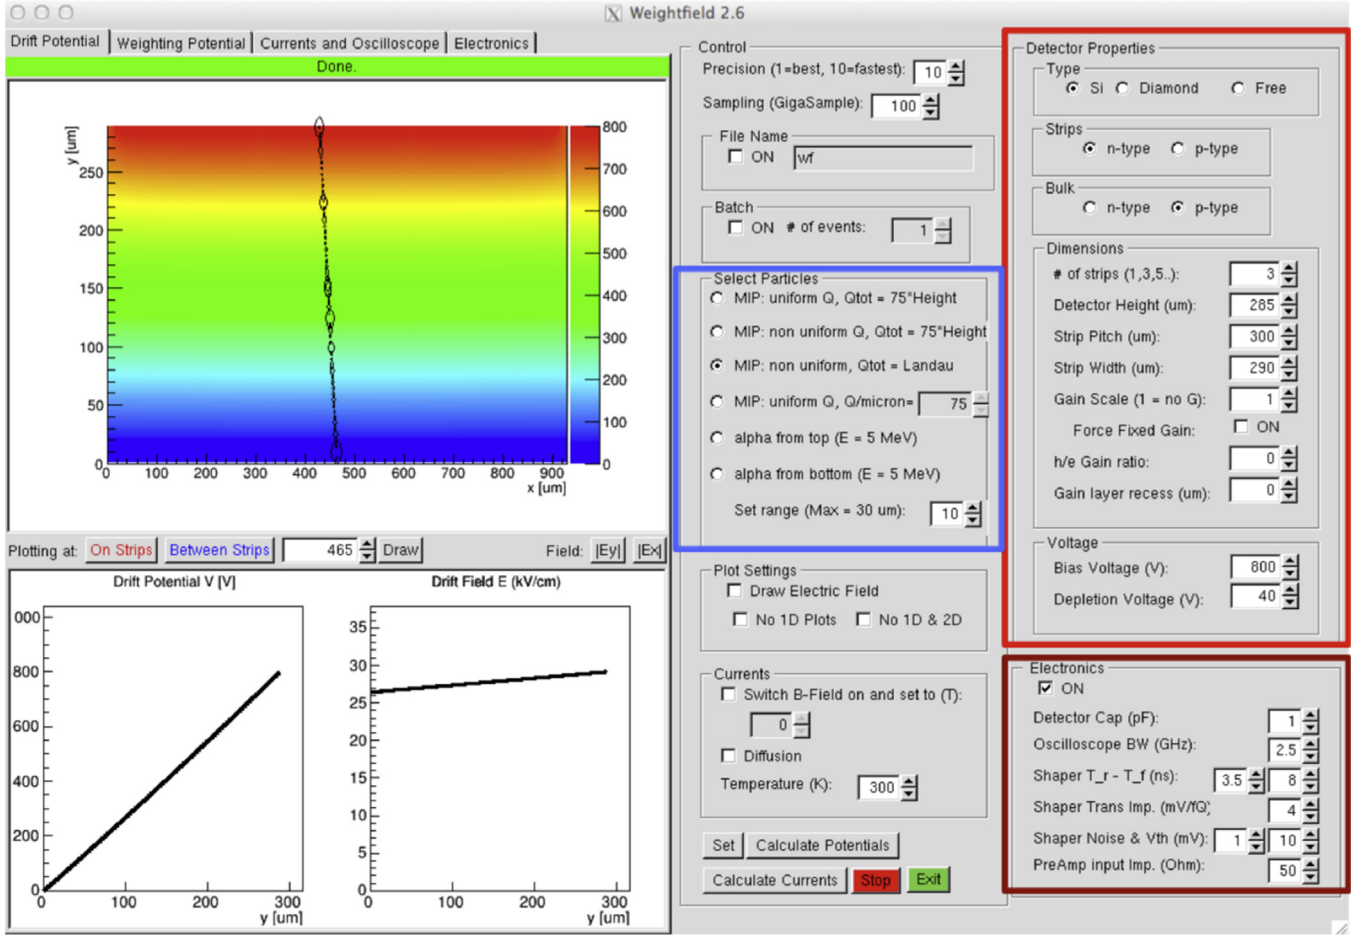 Weightfield 2.6
Drift Potential Weighting Potential Currents and Oscilloscope Electronics
Done.
y [um]
250
200
150
100
50
0
0 100 200 300 400 500 600 700 800 900
x [um]
800
700
600
500
400
300
200
100
0
Plotting at: On Strips Between Strips 465 Draw Field: |Ey| |Ex|
Drift Potential V [V]
000
800
600
400
200
0
0 100 200 300
y [um]
Drift Field E (kV/cm)
35
30
25
20
15
10
5
0
0 100 200 300
y [um]
Control
Precision (1=best, 10=fastest): 10
Sampling (GigaSample): 100
File Name
ON wf
Batch
ON # of events: 1
Select Particles
MIP: uniform Q, Qtot = 75*Height
MIP: non uniform Q, Qtot = 75*Height
MIP: non uniform, Qtot = Landau
MIP: uniform Q, Q/micron= 75
alpha from top (E = 5 MeV)
alpha from bottom (E = 5 MeV)
Set range (Max = 30 um): 10
Plot Settings
Draw Electric Field
No 1D Plots No 1D & 2D
Currents
Switch B-Field on and set to (T):
0
Diffusion
Temperature (K): 300
Set Calculate Potentials
Calculate Currents Stop Exit
Detector Properties
Type
Si Diamond Free
Strips
n-type p-type
Bulk
n-type p-type
Dimensions
# of strips (1,3,5..): 3
Detector Height (um): 285
Strip Pitch (um): 300
Strip Width (um): 290
Gain Scale (1 = no G): 1
Force Fixed Gain: ON
h/e Gain ratio: 0
Gain layer recess (um): 0
Voltage
Bias Voltage (V): 800
Depletion Voltage (V): 40
Electronics
ON
Detector Cap (pF): 1
Oscilloscope BW (GHz): 2.5
Shaper T_r - T_f (ns): 3.5 8
Shaper Trans Imp. (mV/fQ) 4
Shaper Noise & Vth (mV): 1 10
PreAmp input Imp. (Ohm): 50